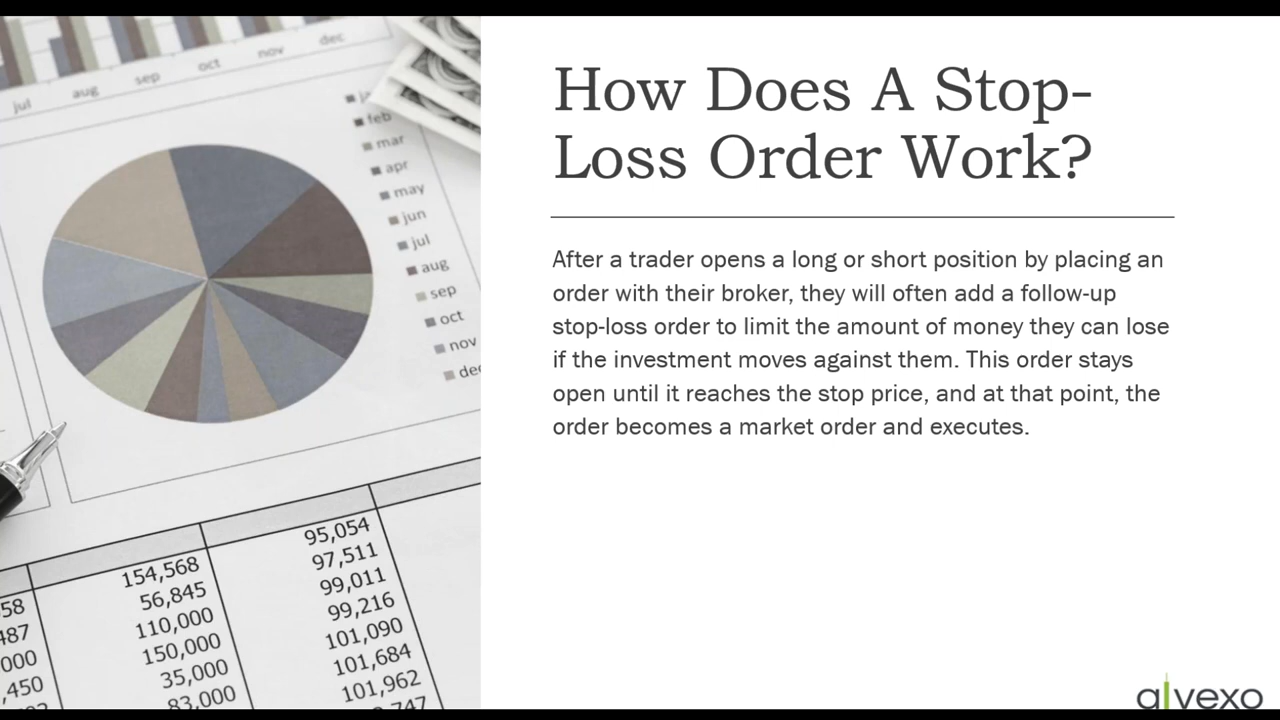 How Does A Stop-
Loss Order Work?
After a trader opens a long or short position by placing an
order with their broker, they will often add a follow-up
stop-loss order to limit the amount of money they can lose
if the investment moves against them. This order stays
open until it reaches the stop price, and at that point, the
order becomes a market order and executes.
alvexo
jul aug sep oct nov dec
feb
mar
apr
may
jun
jul
aug
sep
oct
nov
154,568
56,845
110,000
150,000
35,000
83,000
95,054
97,511
99,011
99,216
101,090
101,684
101,962